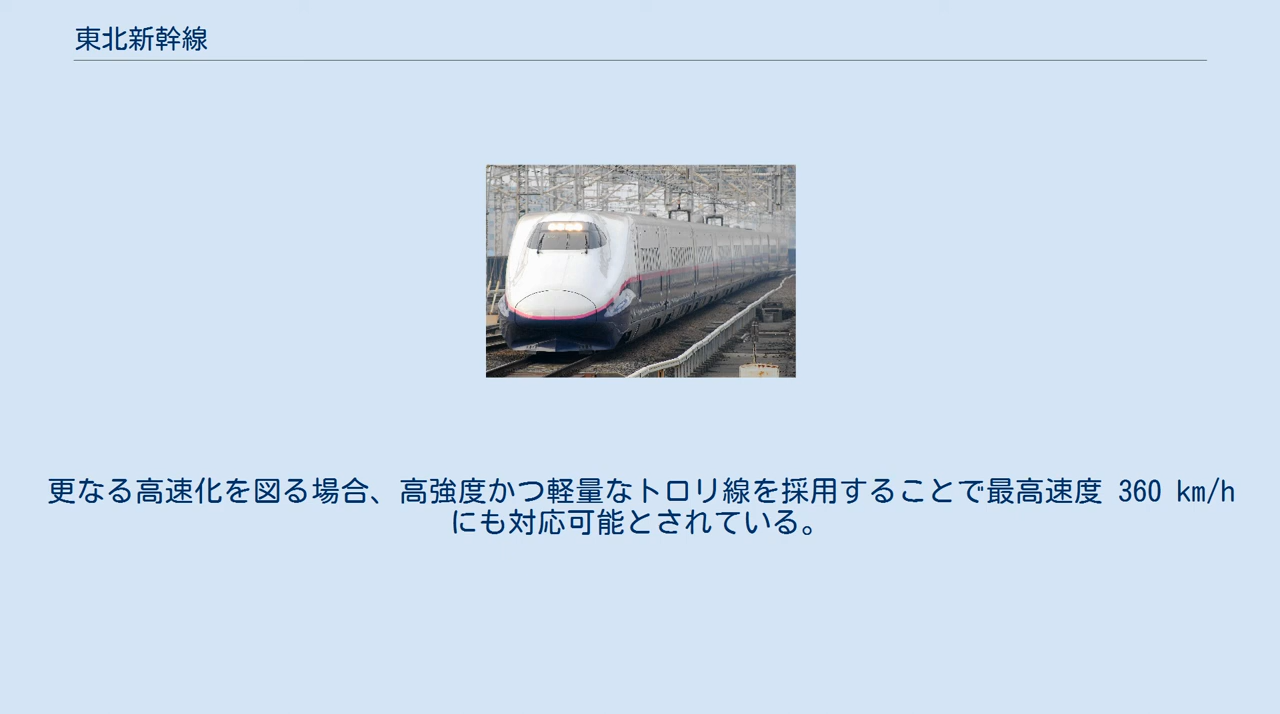 東北新幹線
更なる高速化を図る場合、高強度かつ軽量なトロリ線を採用することで最高速度 360 km/h
にも対応可能とされている。